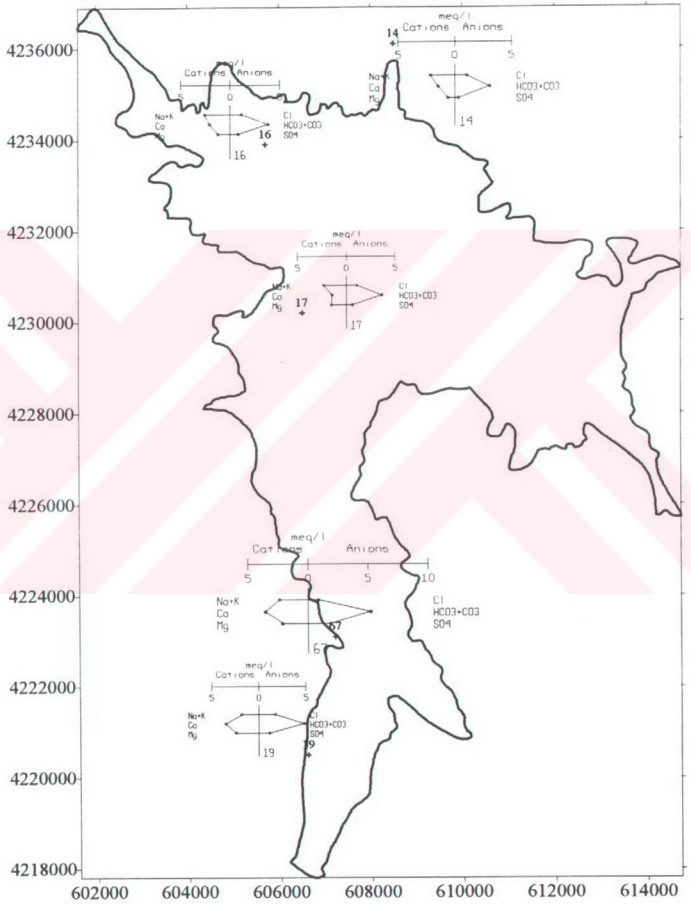 4236000
4234000
4232000
4230000
4228000
4226000
4224000
4222000
4220000
4218000
602000 604000 606000 608000 610000 612000 614000
14
meq/l
Cations Anions
5 0 5
Na+K Cl
Ca HCO3+CO3
Mg SO4
14
meq/l
Cations Anions
5 0 5
Na+K Cl
Ca HCO3+CO3
Mg SO4
16
16
meq/l
Cations Anions
5 0 5
Na+K Cl
Ca HCO3+CO3
Mg SO4
17
17
meq/l
Cations Anions
5 0 5 10
Na+K Cl
Ca HCO3+CO3
Mg SO4
67
67
meq/l
Cations Anions
5 0 5
Na+K Cl
Ca HCO3+CO3
Mg SO4
19
19